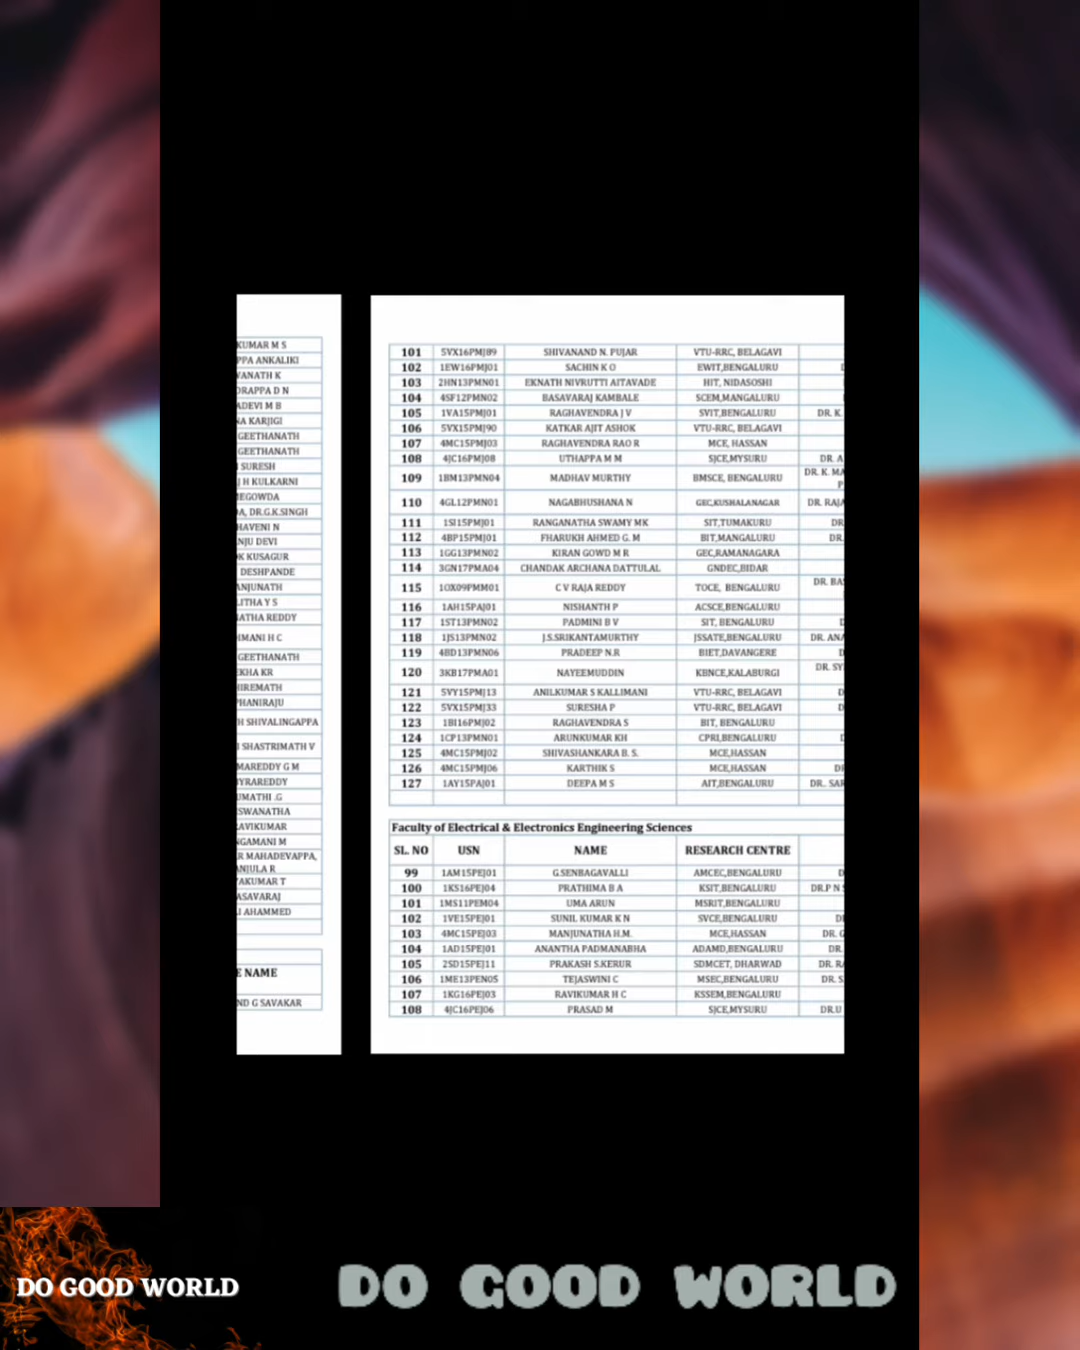 KUMAR M S
PPA ANKALIKI
VANATH K
DRAPPA D N
ADEVI M B
NA KARJIGI
GEETHANATH
GEETHANATH
SURESH
J H KULKARNI
EGOWDA
A, DR.G.K.SINGH
HAVENI N
NJU DEVI
K KUSAGUR
DESHPANDE
ANJUNATH
LITHA Y S
ATHA REDDY
IMANI H C
GEETHANATH
EKHA KR
HIREMATH
PHANIRAJU
H SHIVALINGAPPA
I SHASTRIMATH V
MAREDDY G M
YRAREDDY
UMATHI .G
SWANATHA
AVIKUMAR
NGAMANI M
R MAHADEVAPPA,
ANJULA R
AKUMAR T
ASAVARAJ
I AHAMMED
E NAME
ND G SAVAKAR
101 5VX16PMJ89 SHIVANAND N. PUJAR VTU-RRC, BELAGAVI
102 1EW16PMJ01 SACHIN K O EWIT,BENGALURU D
103 2HN13PMN01 EKNATH NIVRUTTI AITAVADE HIT, NIDASOSHI
104 4SF12PMN02 BASAVARAJ KAMBALE SCEM,MANGALURU
105 1VA15PMJ01 RAGHAVENDRA J V SVIT,BENGALURU DR. K
106 5VX15PMJ90 KATKAR AJIT ASHOK VTU-RRC, BELAGAVI
107 4MC15PMJ03 RAGHAVENDRA RAO R MCE, HASSAN
108 4JC16PMJ08 UTHAPPA M M SJCE,MYSURU DR. A
109 1BM13PMN04 MADHAV MURTHY BMSCE, BENGALURU DR. K. MA
P
110 4GL12PMN01 NAGABHUSHANA N GEC,KUSHALANAGAR DR. RAJA
111 1SI15PMJ01 RANGANATHA SWAMY MK SIT,TUMAKURU DR
112 4BP15PMJ01 FHARUKH AHMED G. M BIT,MANGALURU DR.
113 1GG13PMN02 KIRAN GOWD M R GEC,RAMANAGARA
114 3GN17PMA04 CHANDAK ARCHANA DATTULAL GNDEC,BIDAR
115 1OX09PMM01 C V RAJA REDDY TOCE, BENGALURU DR. BAS
116 1AH15PAJ01 NISHANTH P ACSCE,BENGALURU
117 1ST13PMN02 PADMINI B V SIT, BENGALURU D
118 1JS13PMN02 J.S.SRIKANTAMURTHY JSSATE,BENGALURU DR. ANA
119 4BD13PMN06 PRADEEP N.R BIET,DAVANGERE D
120 3KB17PMA01 NAYEEMUDDIN KBNCE,KALABURGI DR. SY
121 5VY15PMJ13 ANILKUMAR S KALLIMANI VTU-RRC, BELAGAVI D
122 5VX15PMJ33 SURESHA P VTU-RRC, BELAGAVI D
123 1BI16PMJ02 RAGHAVENDRA S BIT, BENGALURU
124 1CP13PMN01 ARUNKUMAR KH CPRI,BENGALURU D
125 4MC15PMJ02 SHIVASHANKARA B. S. MCE,HASSAN
126 4MC15PMJ06 KARTHIK S MCE,HASSAN DR
127 1AY15PAJ01 DEEPA M S AIT,BENGALURU DR. SAR
Faculty of Electrical & Electronics Engineering Sciences
SL. NO USN NAME RESEARCH CENTRE
99 1AM15PEJ01 G.SENBAGAVALLI AMCEC,BENGALURU D
100 1KS16PEJ04 PRATHIMA B A KSIT,BENGALURU DR.P N S
101 1MS11PEM04 UMA ARUN MSRIT,BENGALURU
102 1VE15PEJ01 SUNIL KUMAR K N SVCE,BENGALURU DR
103 4MC15PEJ03 MANJUNATHA H.M. MCE,HASSAN DR. G
104 1AD15PEJ01 ANANTHA PADMANABHA ADAMD,BENGALURU DR.
105 2SD15PEJ11 PRAKASH S.KERUR SDMCET, DHARWAD DR. RA
106 1ME13PEN05 TEJASWINI C MSEC,BENGALURU DR. S
107 1KG16PEJ03 RAVIKUMAR H C KSSEM,BENGALURU
108 4JC16PEJ06 PRASAD M SJCE,MYSURU DR.U
DO GOOD WORLD
DO GOOD WORLD